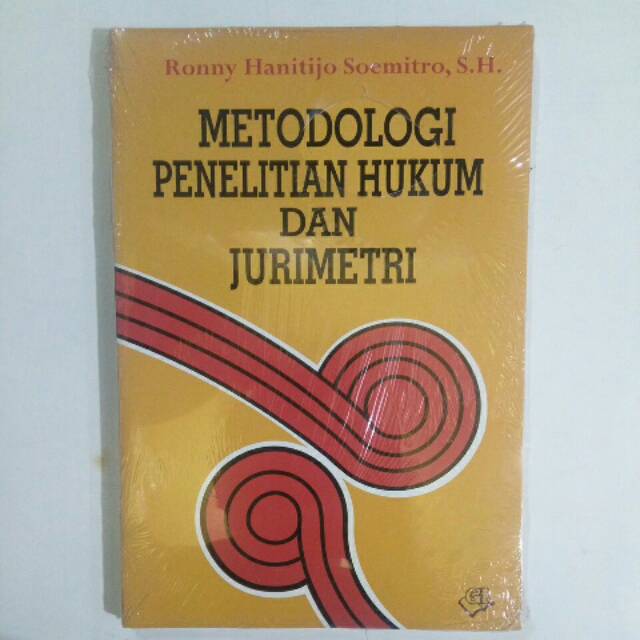 Ronny Hanitijo Soemitro, S.H.
METODOLOGI
PENELITIAN HUKUM
DAN
JURIMETRI